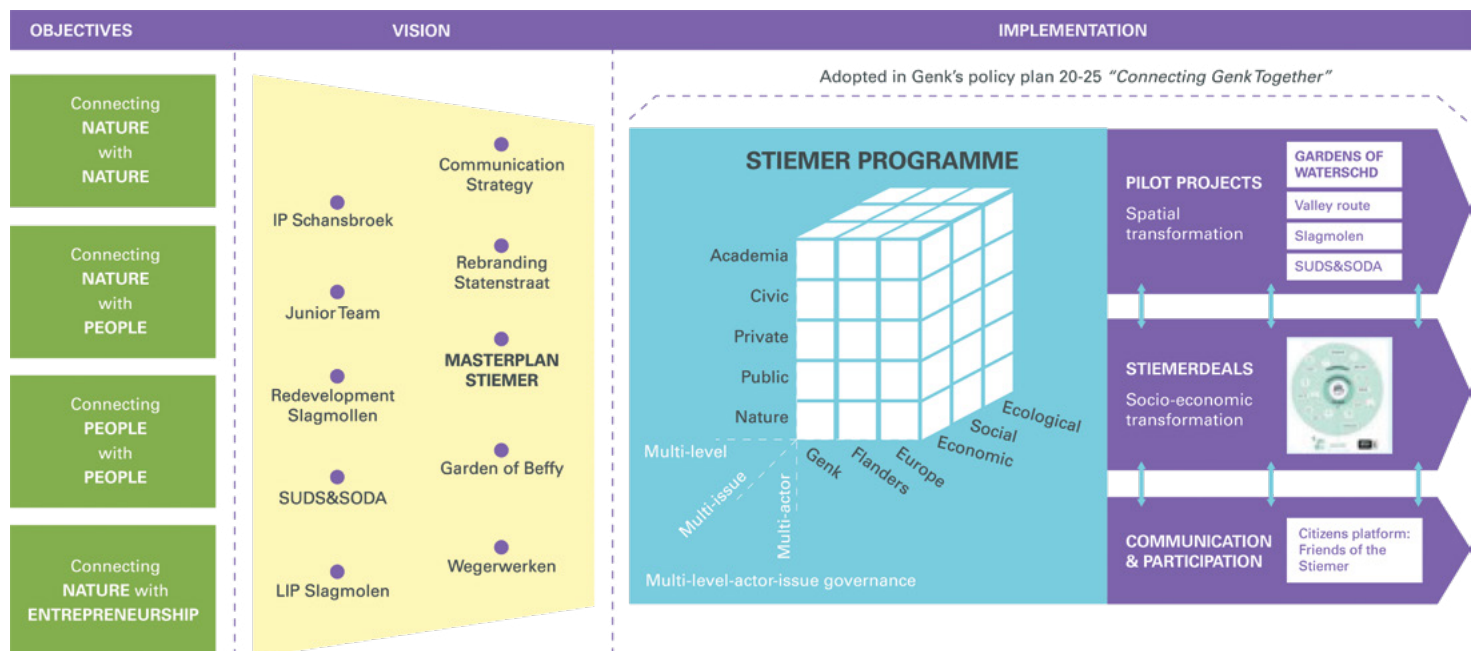 OBJECTIVES
VISION
IMPLEMENTATION
Connecting
NATURE
with
NATURE
Connecting
NATURE
with
PEOPLE
Connecting
PEOPLE
with
PEOPLE
Connecting
NATURE with
ENTREPRENEURSHIP
Communication
Strategy
IP Schansbroek
Rebranding
Statenstraat
Junior Team
MASTERPLAN
STIEMER
Redevelopment
Slagmollen
Garden of Beffy
SUDS&SODA
Wegerwerken
LIP Slagmolen
Adopted in Genk's policy plan 20-25 "Connecting Genk Together"
STIEMER PROGRAMME
Academia
Civic
Private
Public
Nature
Genk
Flanders
Europe
Economic
Social
Ecological
Multi-level
Multi-issue
Multi-actor
Multi-level-actor-issue governance
PILOT PROJECTS
Spatial
transformation
GARDENS OF
WATERSCHD
Valley route
Slagmolen
SUDS&SODA
STIEMERDEALS
Socio-economic
transformation
COMMUNICATION
& PARTICIPATION
Citizens platform:
Friends of the
Stiemer